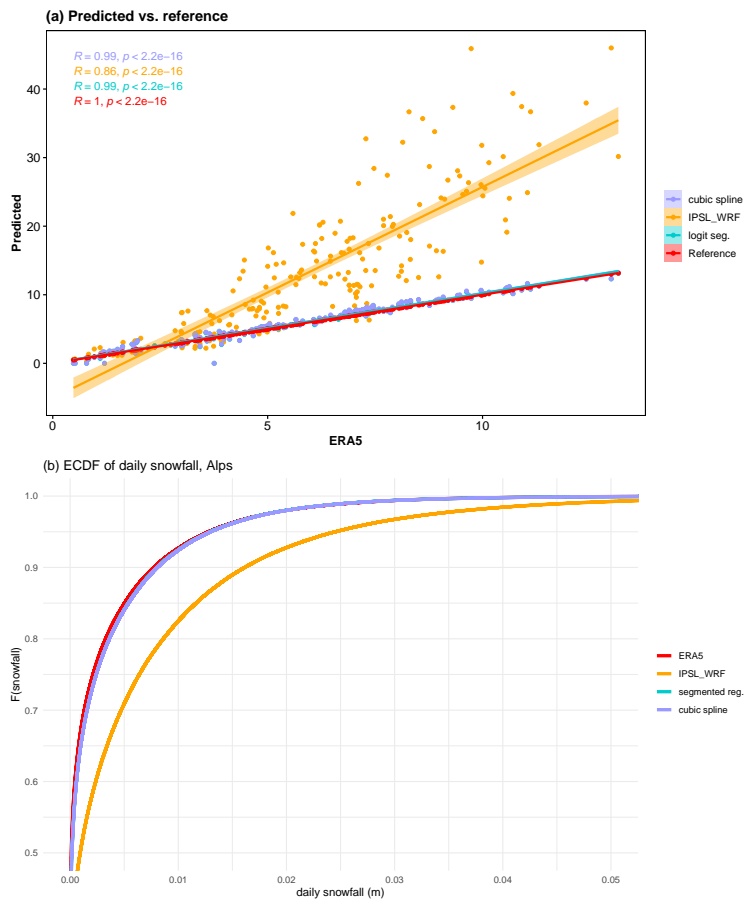 (a) Predicted vs. reference
R = 0.99, p < 2.2e−16
R = 0.86, p < 2.2e−16
R = 0.99, p < 2.2e−16
R = 1, p < 2.2e−16
40
30
20
10
0
Predicted
0 5 10
ERA5
cubic spline
IPSL_WRF
logit seg.
Reference
(b) ECDF of daily snowfall, Alps
1.0
0.9
0.8
0.7
0.6
0.5
F(snowfall)
0.00 0.01 0.02 0.03 0.04 0.05
daily snowfall (m)
ERA5
IPSL_WRF
segmented reg.
cubic spline